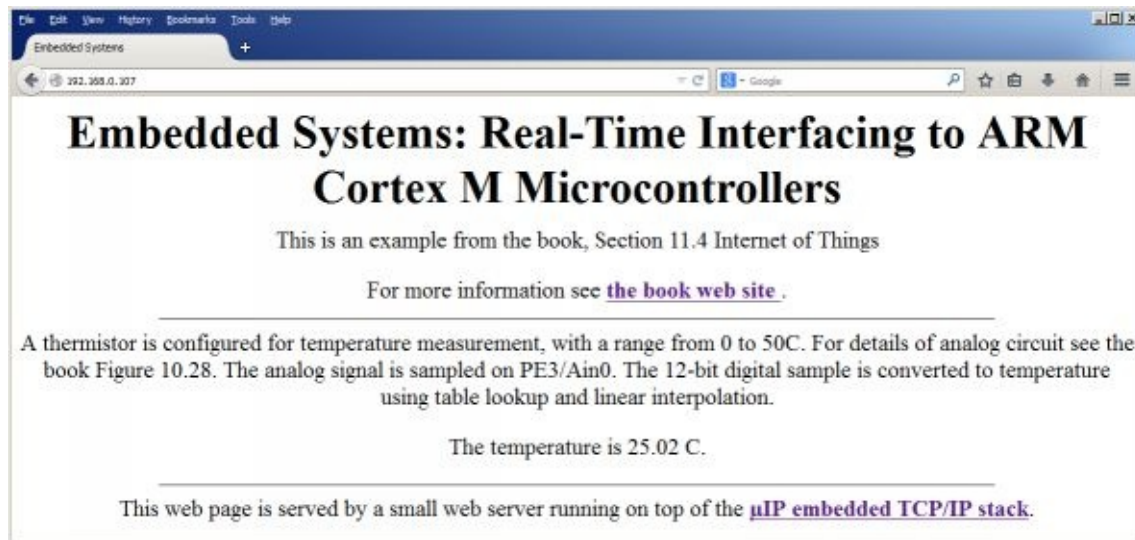 File Edit View History Bookmarks Tools Help
Embedded Systems +
192.168.0.107 Google
Embedded Systems: Real-Time Interfacing to ARM
Cortex M Microcontrollers
This is an example from the book, Section 11.4 Internet of Things
For more information see the book web site .
A thermistor is configured for temperature measurement, with a range from 0 to 50C. For details of analog circuit see the
book Figure 10.28. The analog signal is sampled on PE3/Ain0. The 12-bit digital sample is converted to temperature
using table lookup and linear interpolation.
The temperature is 25.02 C.
This web page is served by a small web server running on top of the µIP embedded TCP/IP stack.